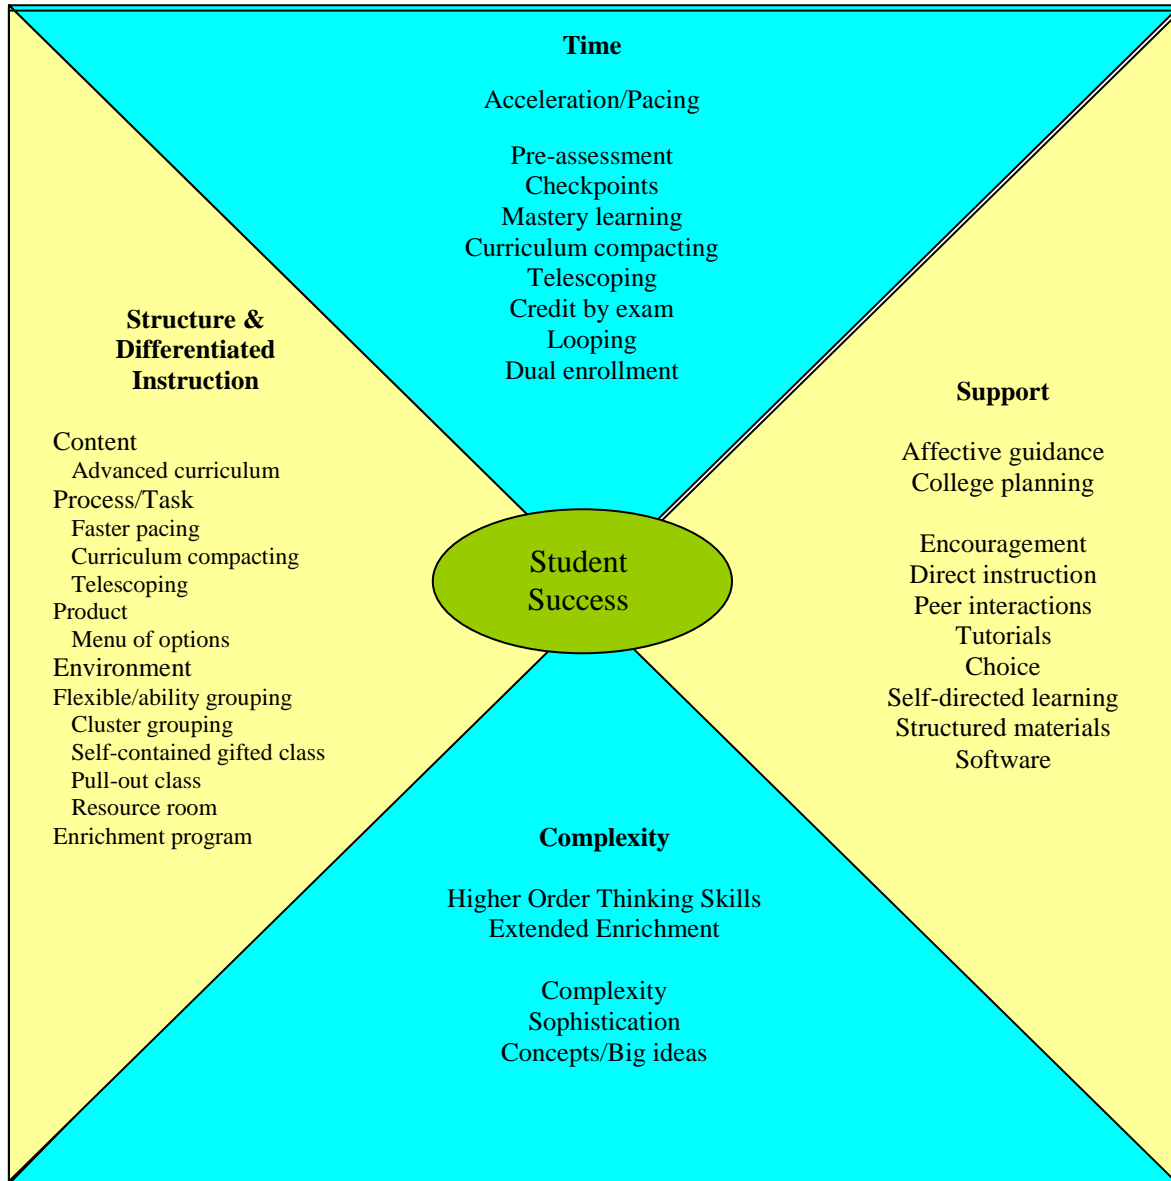 Time
Acceleration/Pacing
Pre-assessment
Checkpoints
Mastery learning
Curriculum compacting
Telescoping
Credit by exam
Looping
Dual enrollment
Structure &
Differentiated
Instruction
Content
Advanced curriculum
Process/Task
Faster pacing
Curriculum compacting
Telescoping
Product
Menu of options
Environment
Flexible/ability grouping
Cluster grouping
Self-contained gifted class
Pull-out class
Resource room
Enrichment program
Student
Success
Support
Affective guidance
College planning
Encouragement
Direct instruction
Peer interactions
Tutorials
Choice
Self-directed learning
Structured materials
Software
Complexity
Higher Order Thinking Skills
Extended Enrichment
Complexity
Sophistication
Concepts/Big ideas